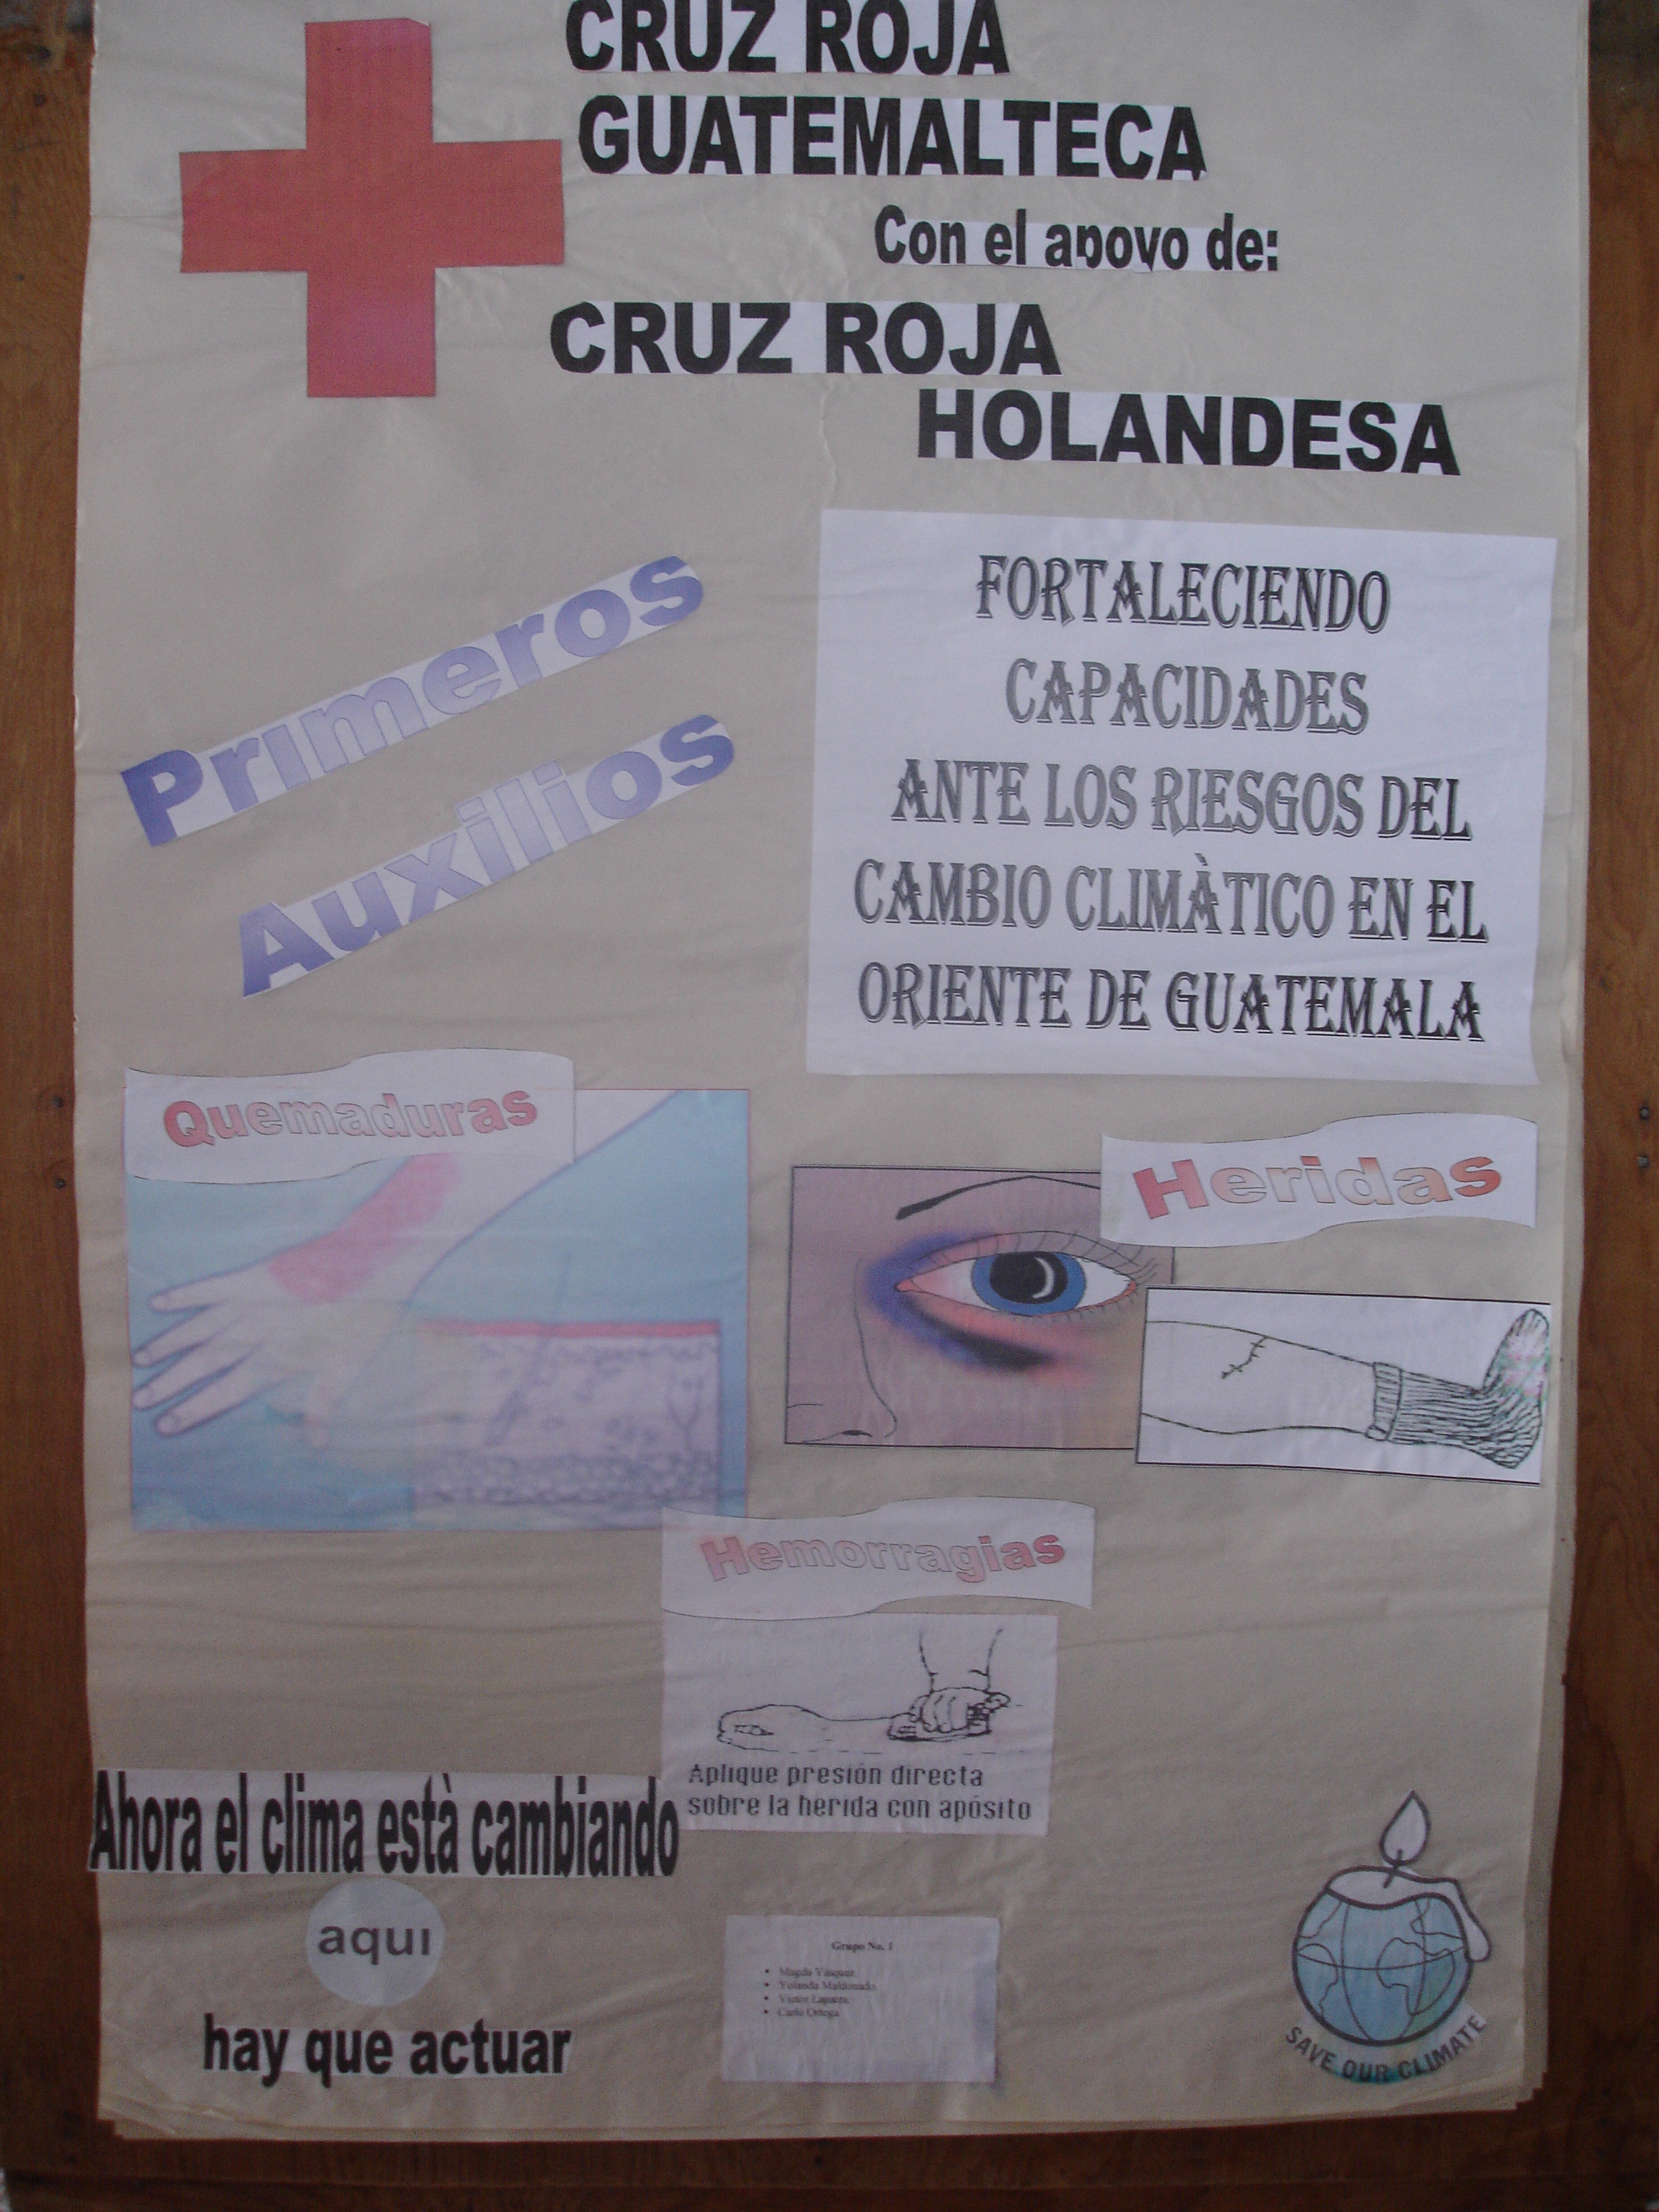 CRUZ ROJA
GUATEMALTECA
Con el apoyo de:
CRUZ ROJA
HOLANDESA
Primeros
Auxilios
FORTALECIENDO
CAPACIDADES
ANTE LOS RIESGOS DEL
CAMBIO CLIMÀTICO EN EL
ORIENTE DE GUATEMALA
Quemaduras
Heridas
Hemorragias
Aplique presión directa
sobre la herida con apósito
Ahora el clima està cambiando
aqui
hay que actuar
Grupo No. 1
Magda Vásquez
Yolanda Maldonado
Victor
Ortega
SAVE OUR CLIMATE